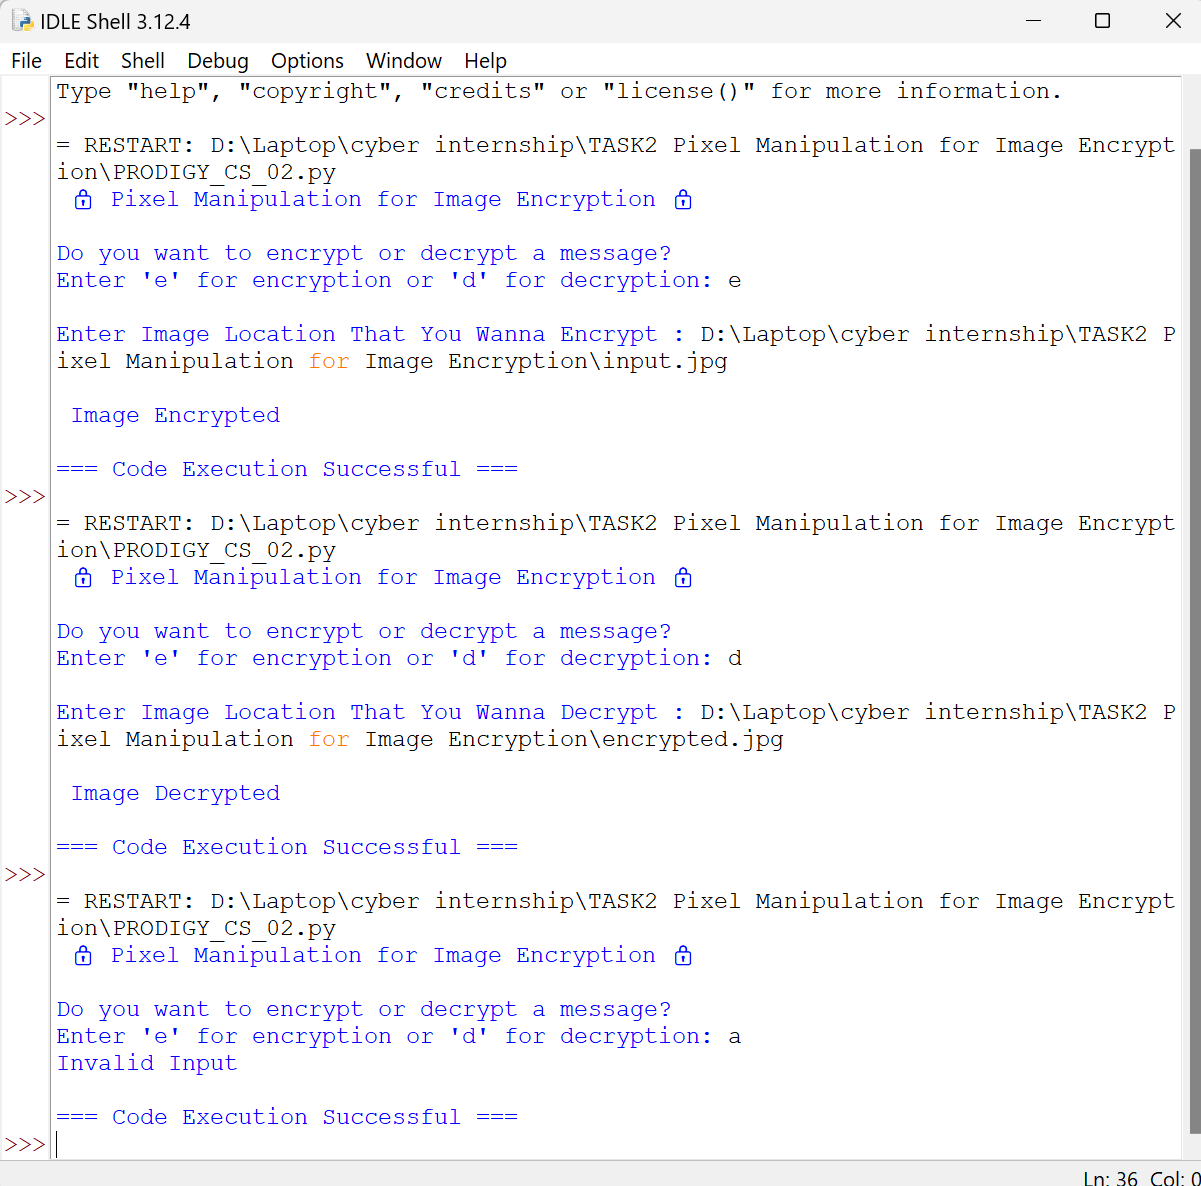 IDLE Shell 3.12.4
File Edit Shell Debug Options Window Help
Type "help", "copyright", "credits" or "license()" for more information.
>>>
= RESTART: D:\Laptop\cyber internship\TASK2 Pixel Manipulation for Image Encrypt
ion\PRODIGY_CS_02.py
🔒 Pixel Manipulation for Image Encryption 🔒
Do you want to encrypt or decrypt a message?
Enter 'e' for encryption or 'd' for decryption: e
Enter Image Location That You Wanna Encrypt : D:\Laptop\cyber internship\TASK2 P
ixel Manipulation for Image Encryption\input.jpg
Image Encrypted
=== Code Execution Successful ===
>>>
= RESTART: D:\Laptop\cyber internship\TASK2 Pixel Manipulation for Image Encrypt
ion\PRODIGY_CS_02.py
🔒 Pixel Manipulation for Image Encryption 🔒
Do you want to encrypt or decrypt a message?
Enter 'e' for encryption or 'd' for decryption: d
Enter Image Location That You Wanna Decrypt : D:\Laptop\cyber internship\TASK2 P
ixel Manipulation for Image Encryption\encrypted.jpg
Image Decrypted
=== Code Execution Successful ===
>>>
= RESTART: D:\Laptop\cyber internship\TASK2 Pixel Manipulation for Image Encrypt
ion\PRODIGY_CS_02.py
🔒 Pixel Manipulation for Image Encryption 🔒
Do you want to encrypt or decrypt a message?
Enter 'e' for encryption or 'd' for decryption: a
Invalid Input
=== Code Execution Successful ===
>>>
Ln: 36 Col: 0